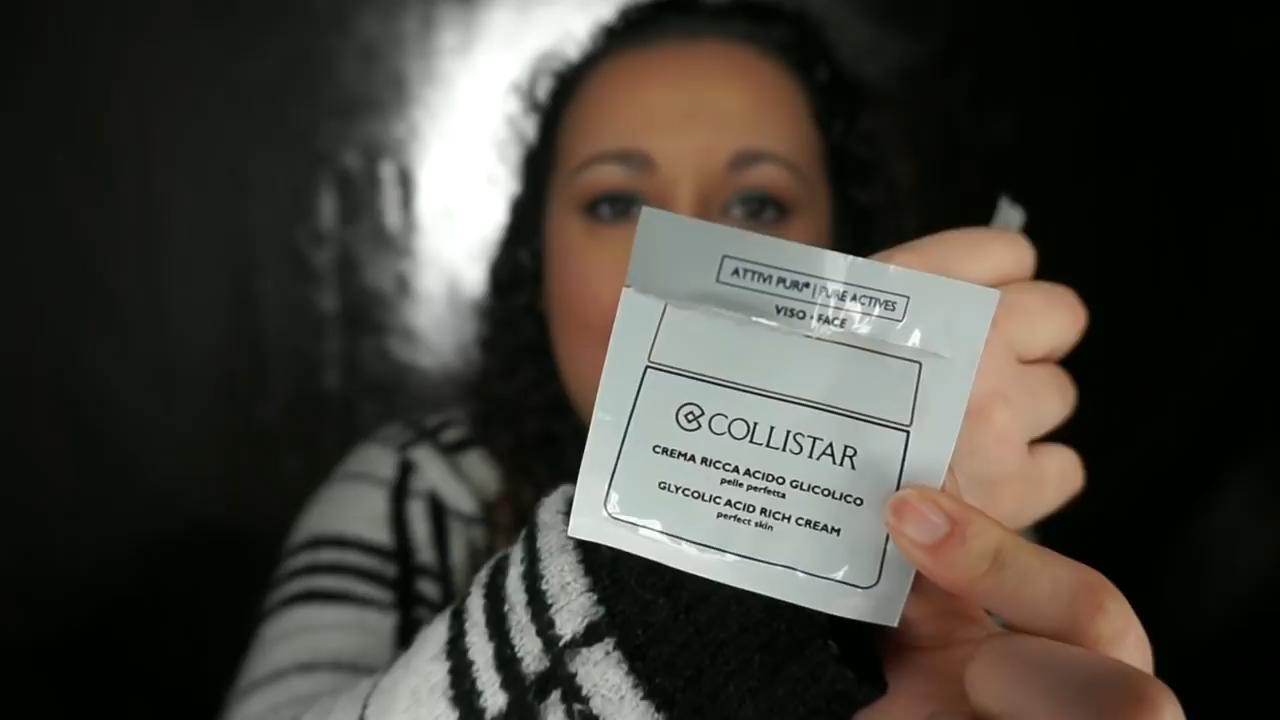 ATTIVI PURI® | PURE ACTIVES
VISO • FACE
COLLISTAR
CREMA RICCA ACIDO GLICOLICO
pelle perfetta
GLYCOLIC ACID RICH CREAM
perfect skin